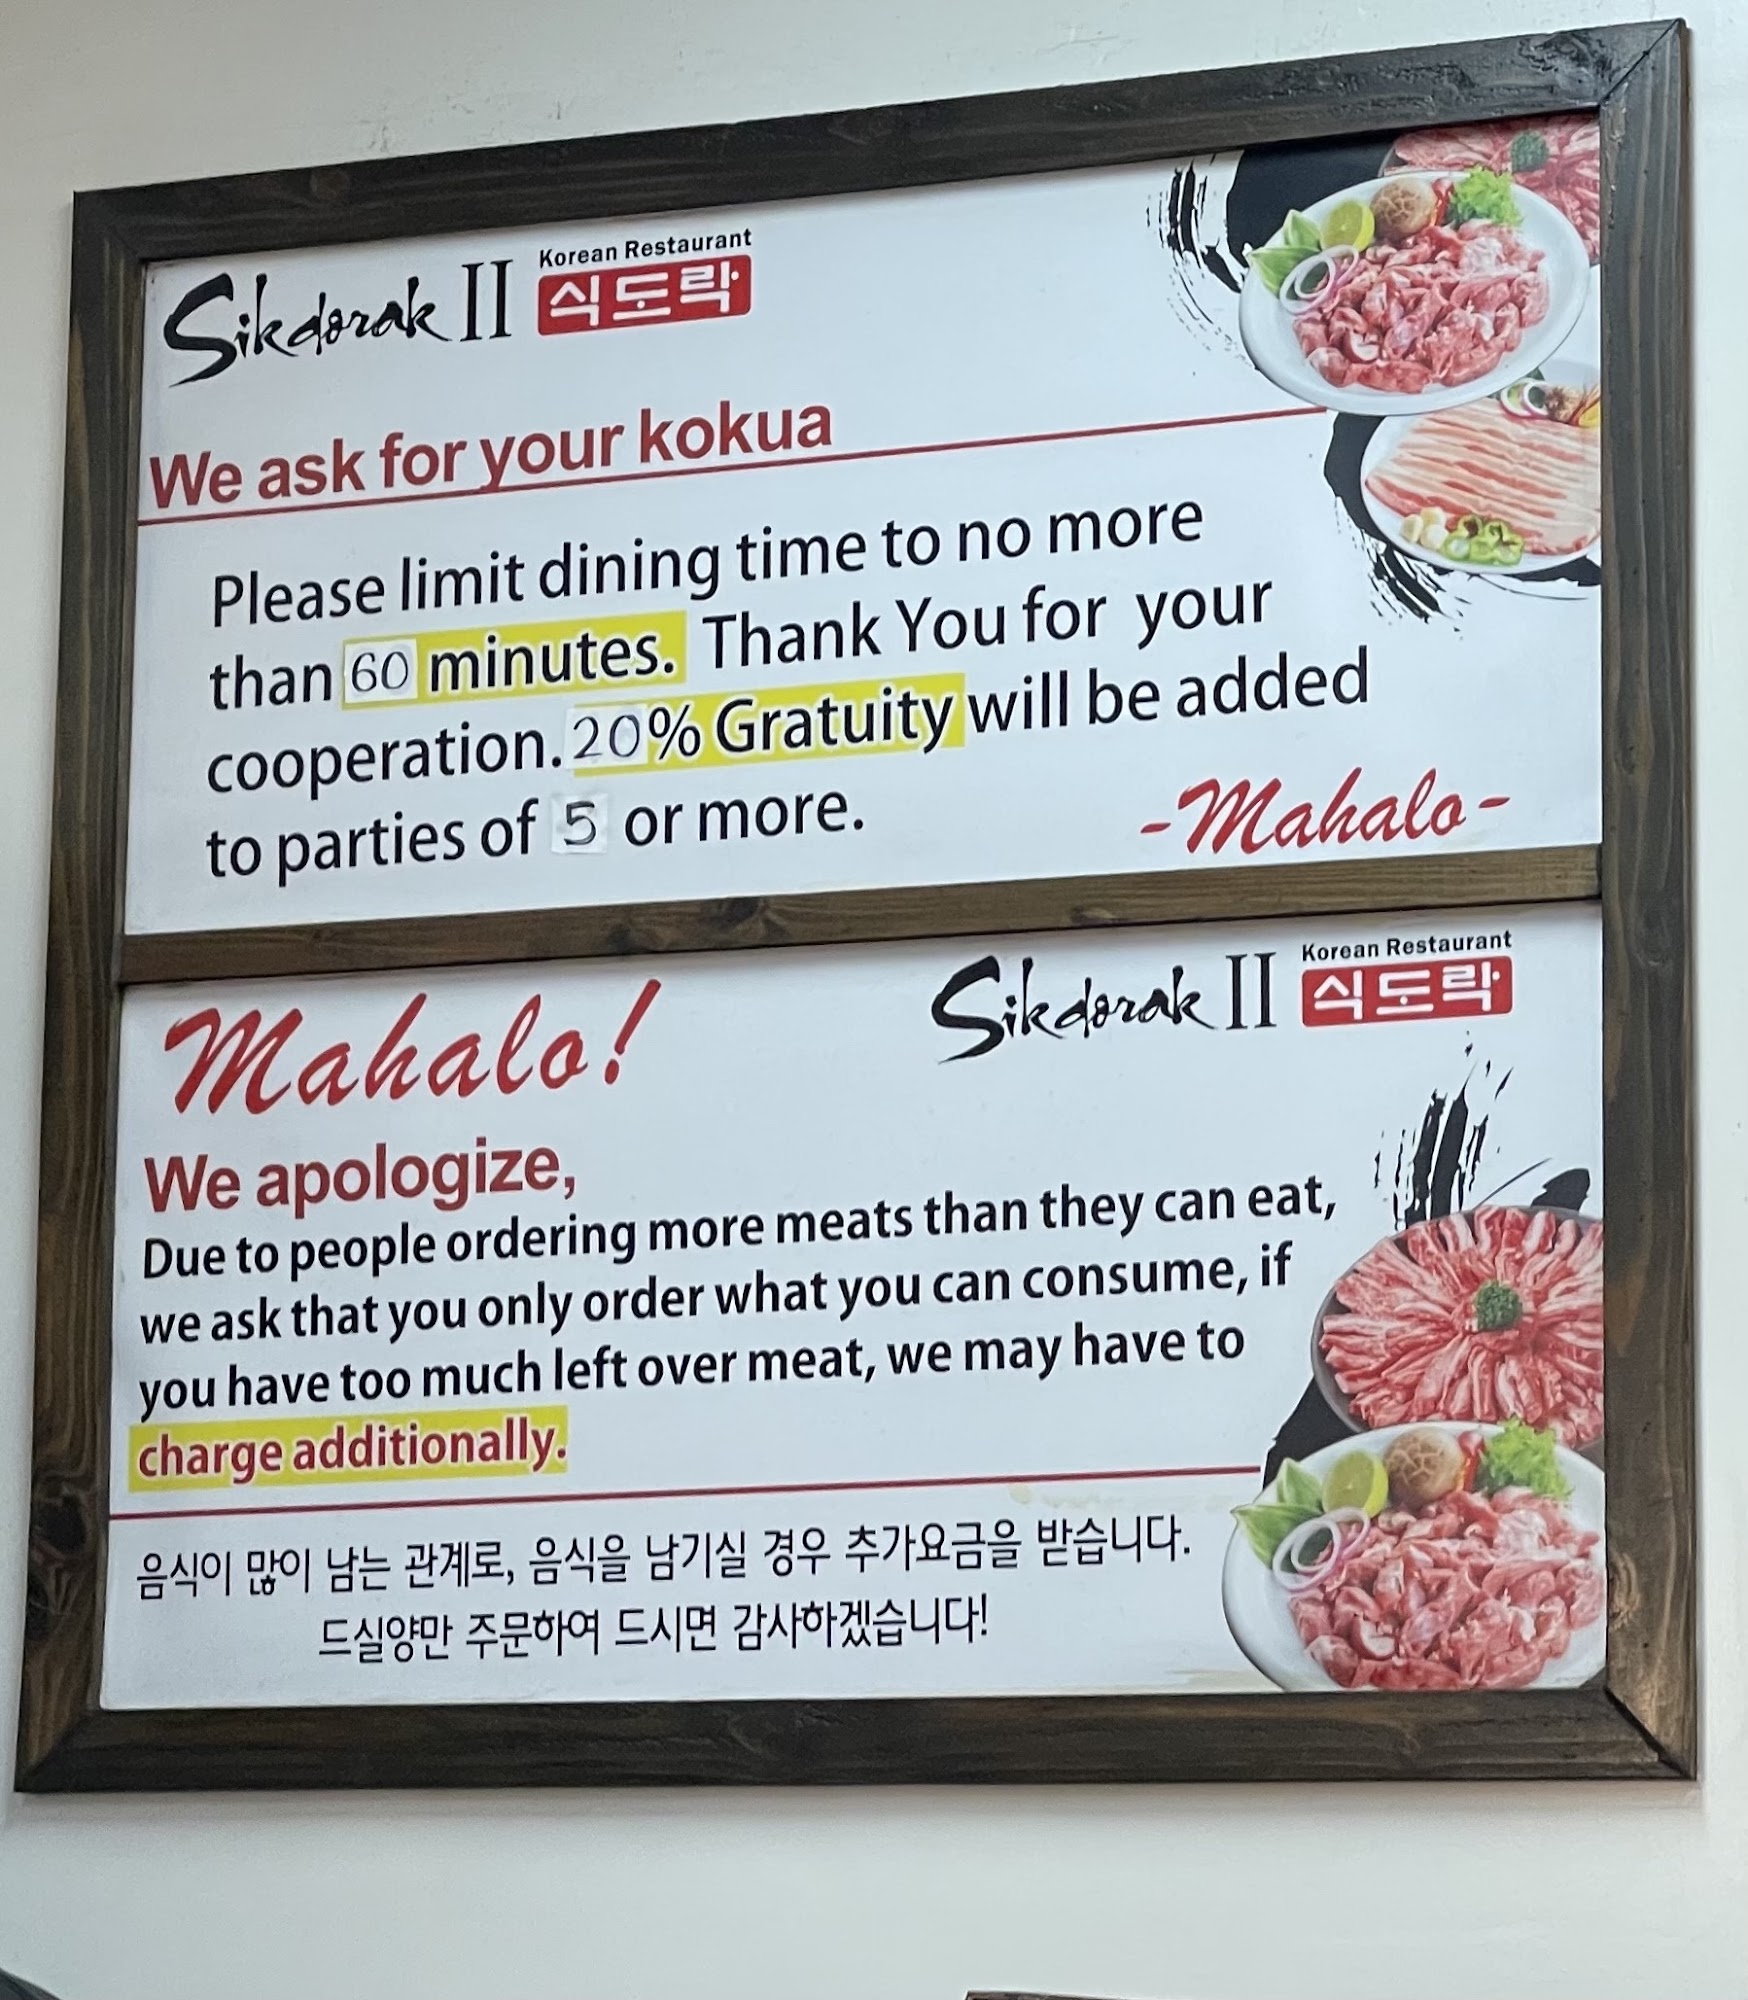 Sikdorak II Korean Restaurant
식도락
We ask for your kokua
Please limit dining time to no more
than 60 minutes. Thank You for your
cooperation. 20% Gratuity will be added
to parties of 5 or more.
-Mahalo-
Mahalo!
Sikdorak II Korean Restaurant
식도락
We apologize,
Due to people ordering more meats than they can eat,
we ask that you only order what you can consume, if
you have too much left over meat, we may have to
charge additionally.
음식이 많이 남는 관계로, 음식을 남기실 경우 추가요금을 받습니다.
드실양만 주문하여 드시면 감사하겠습니다!